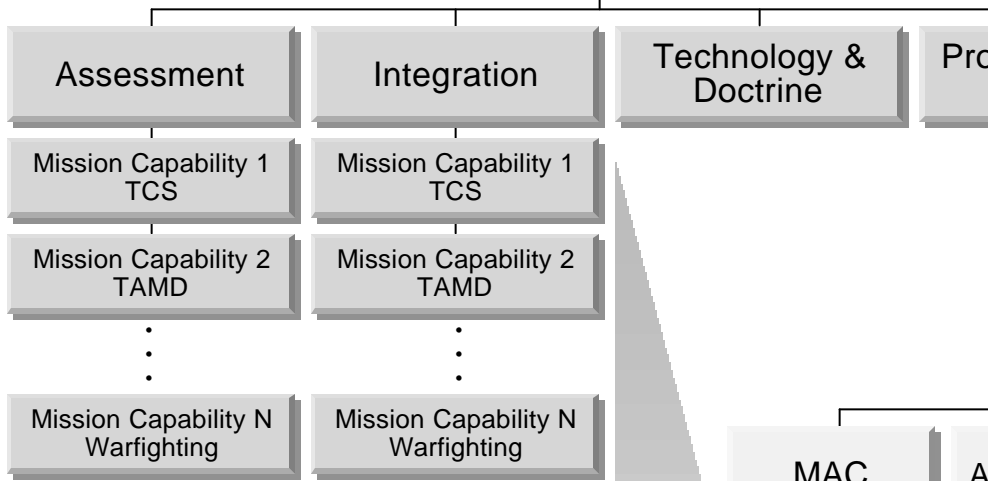 Assessment
Integration
Technology &
Doctrine
Mission Capability 1
TCS
Mission Capability 1
TCS
Mission Capability 2
TAMD
Mission Capability 2
TAMD
Mission Capability N
Warfighting
Mission Capability N
Warfighting
MAC